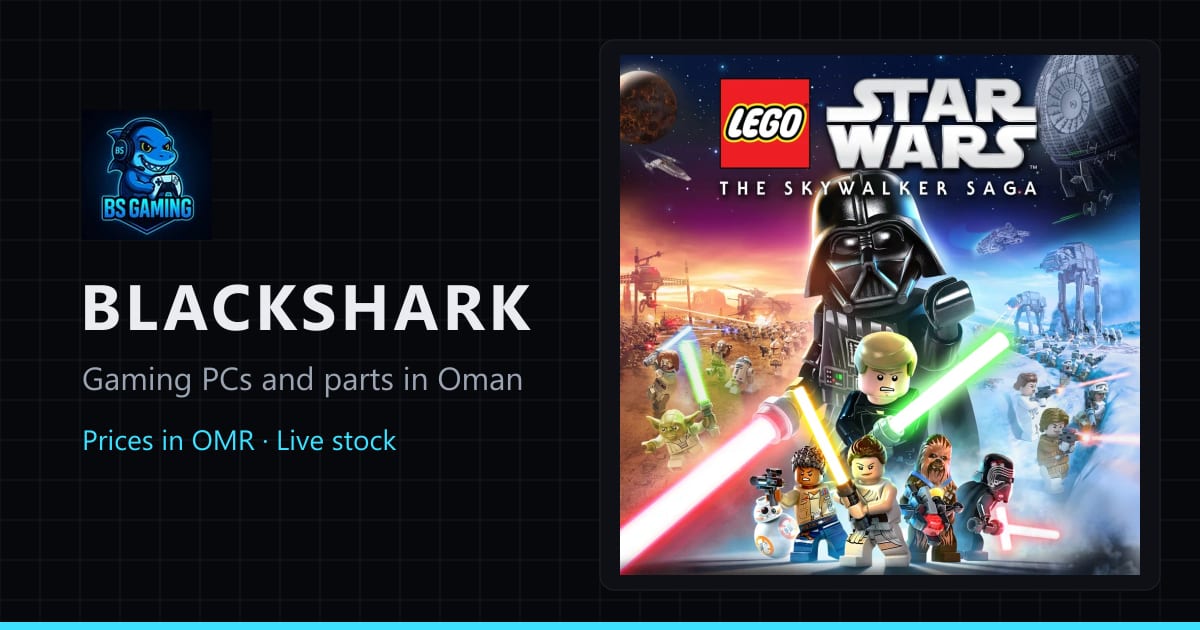 BS
BS GAMING
BLACKSHARK
Gaming PCs and parts in Oman
Prices in OMR · Live stock
LEGO
STAR
WARS
™
THE SKYWALKER SAGA